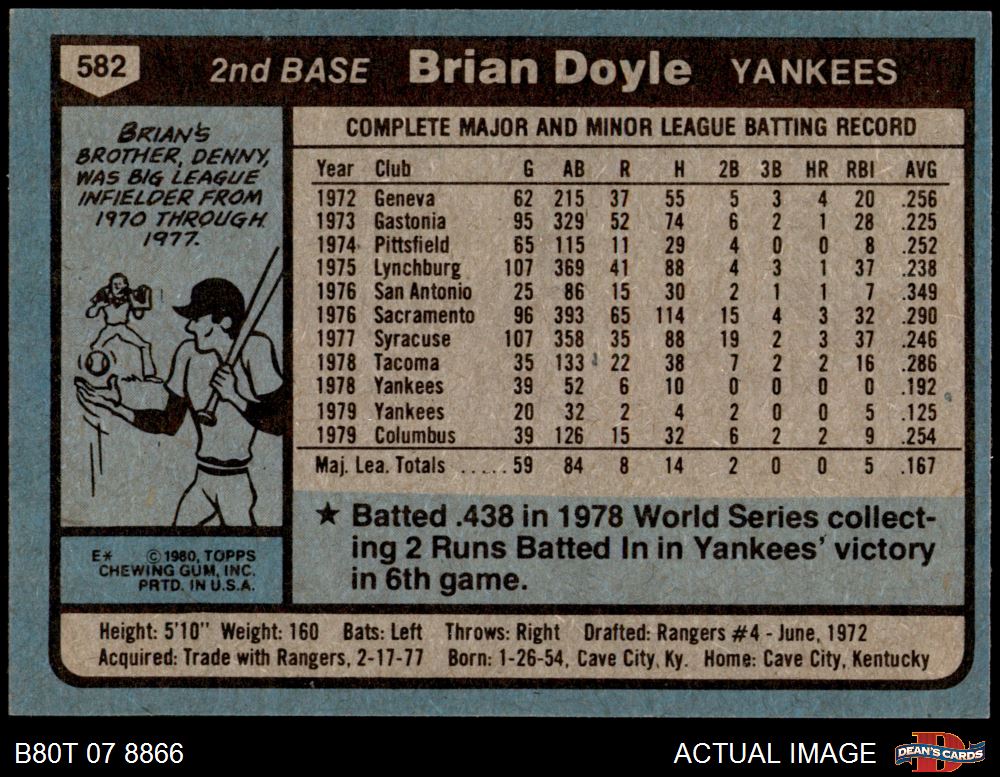 582 2nd BASE Brian Doyle YANKEES
BRIAN'S
BROTHER, DENNY,
WAS BIG LEAGUE
INFIELDER FROM
1970 THROUGH
1977.
COMPLETE MAJOR AND MINOR LEAGUE BATTING RECORD
Year Club G AB R H 2B 3B HR RBI AVG
1972 Geneva 62 215 37 55 5 3 4 20 .256
1973 Gastonia 95 329 52 74 6 2 1 28 .225
1974 Pittsfield 65 115 11 29 4 0 0 8 .252
1975 Lynchburg 107 369 41 88 4 3 1 37 .238
1976 San Antonio 25 86 15 30 2 1 1 7 .349
1976 Sacramento 96 393 65 114 15 4 3 32 .290
1977 Syracuse 107 358 35 88 19 2 3 37 .246
1978 Tacoma 35 133 22 38 7 2 2 16 .286
1978 Yankees 39 52 6 10 0 0 0 0 .192
1979 Yankees 20 32 2 4 2 0 0 5 .125
1979 Columbus 39 126 15 32 6 2 2 9 .254
Maj. Lea. Totals ..... 59 84 8 14 2 0 0 5 .167
★ Batted .438 in 1978 World Series collect-
ing 2 Runs Batted In in Yankees' victory
in 6th game.
E* © 1980, TOPPS
CHEWING GUM, INC.
PRTD. IN U.S.A.
Height: 5'10" Weight: 160 Bats: Left Throws: Right Drafted: Rangers #4 - June, 1972
Acquired: Trade with Rangers, 2-17-77 Born: 1-26-54, Cave City, Ky. Home: Cave City, Kentucky
B80T 07 8866 ACTUAL IMAGE DEAN'S CARDS